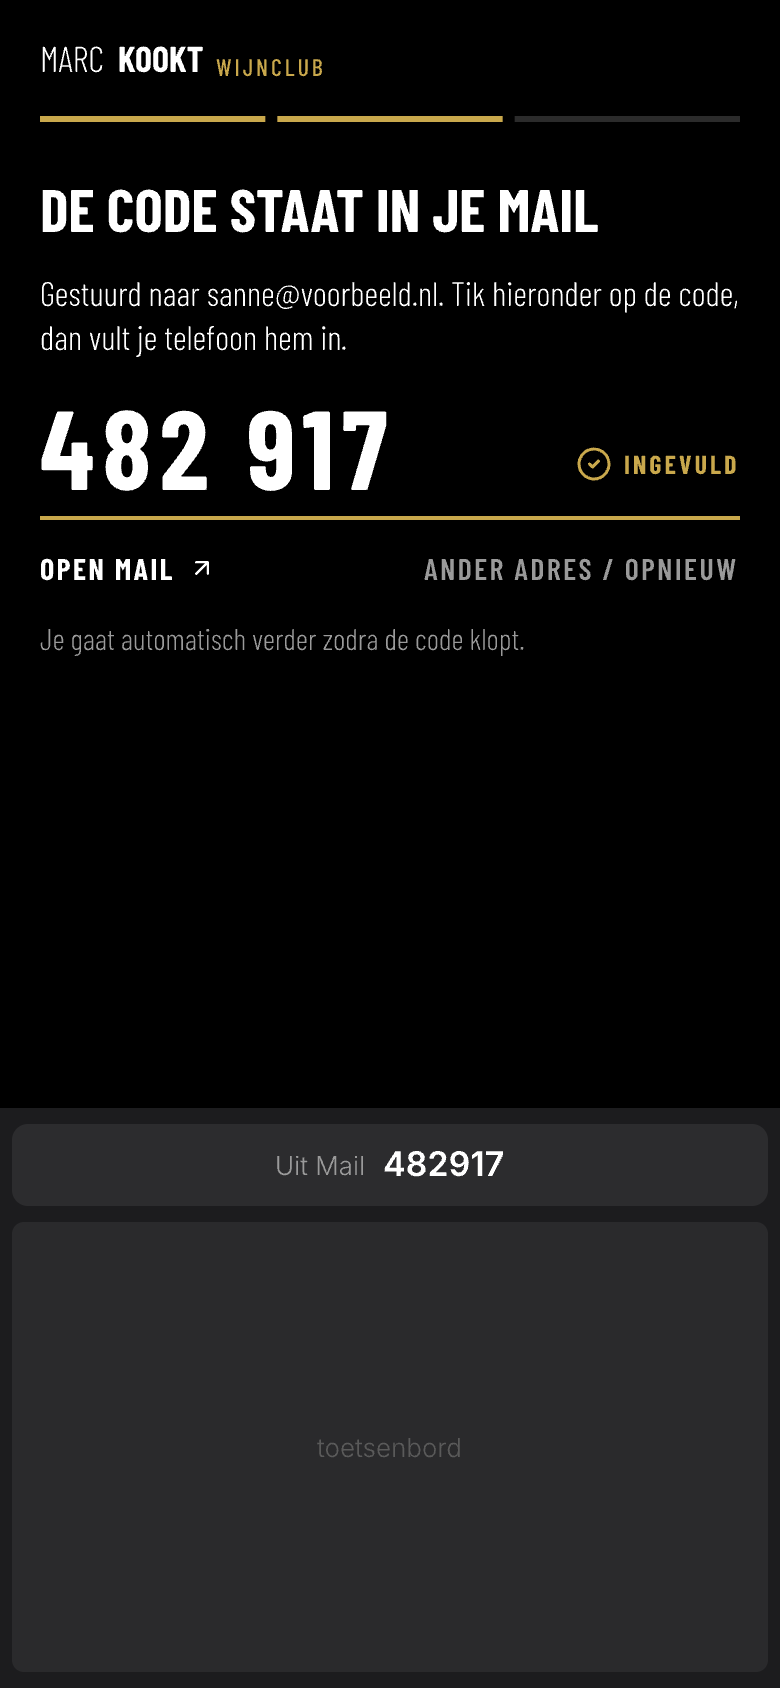 MARC KOOKT WIJNCLUB
DE CODE STAAT IN JE MAIL
Gestuurd naar sanne@voorbeeld.nl. Tik hieronder op de code,
dan vult je telefoon hem in.
482 917 INGEVULD
OPEN MAIL ANDER ADRES / OPNIEUW
Je gaat automatisch verder zodra de code klopt.
Uit Mail 482917
toetsenbord